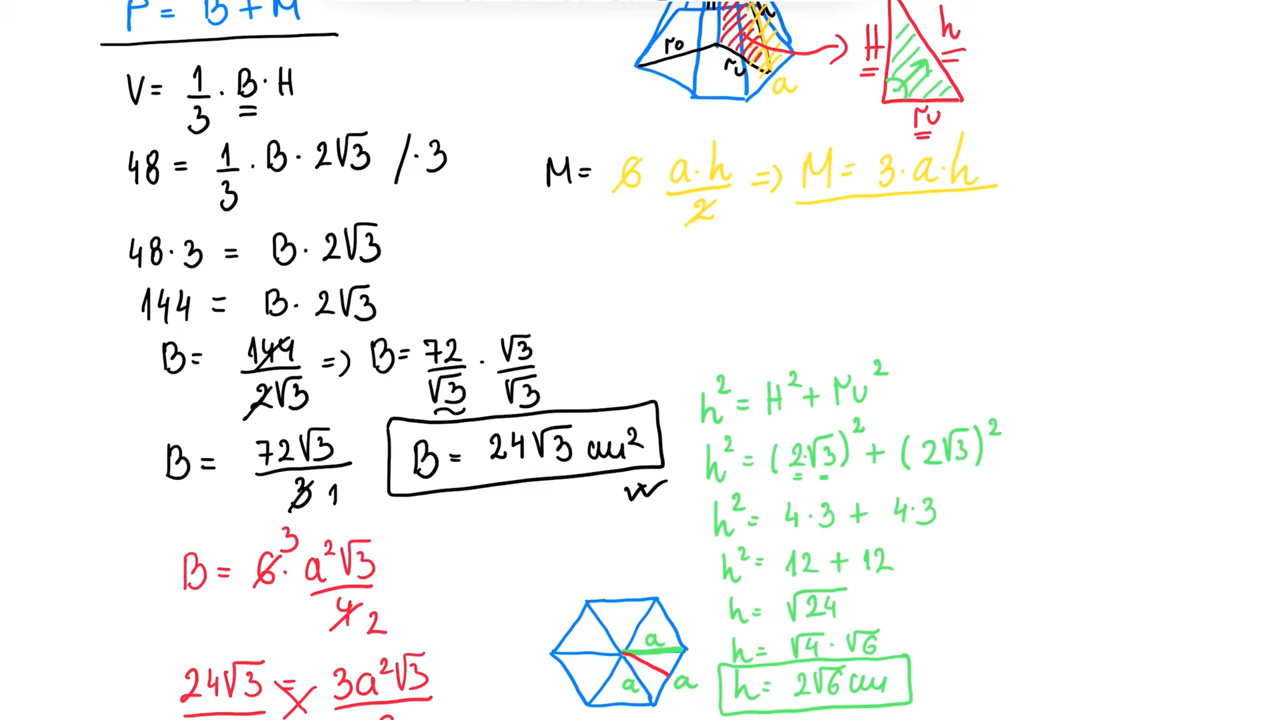 P = B + M
V = 1/3 · B · H
48 = 1/3 · B · 2√3 / · 3
48 · 3 = B · 2√3
144 = B · 2√3
B = 144/2√3 => B = 72/√3 · √3/√3
B = 72√3/3 1
B = 24√3 cm²
B = 6 · 3 a²√3/4 2
24√3 = 3a²√3
ro
ru
a
H
h
ru
M = 6 a·h/2 => M = 3·a·h
h² = H² + ru²
h² = (2·√3)² + (2√3)²
h² = 4·3 + 4·3
h² = 12 + 12
h = √24
h = √4 · √6
h = 2√6 cm
a
a
a